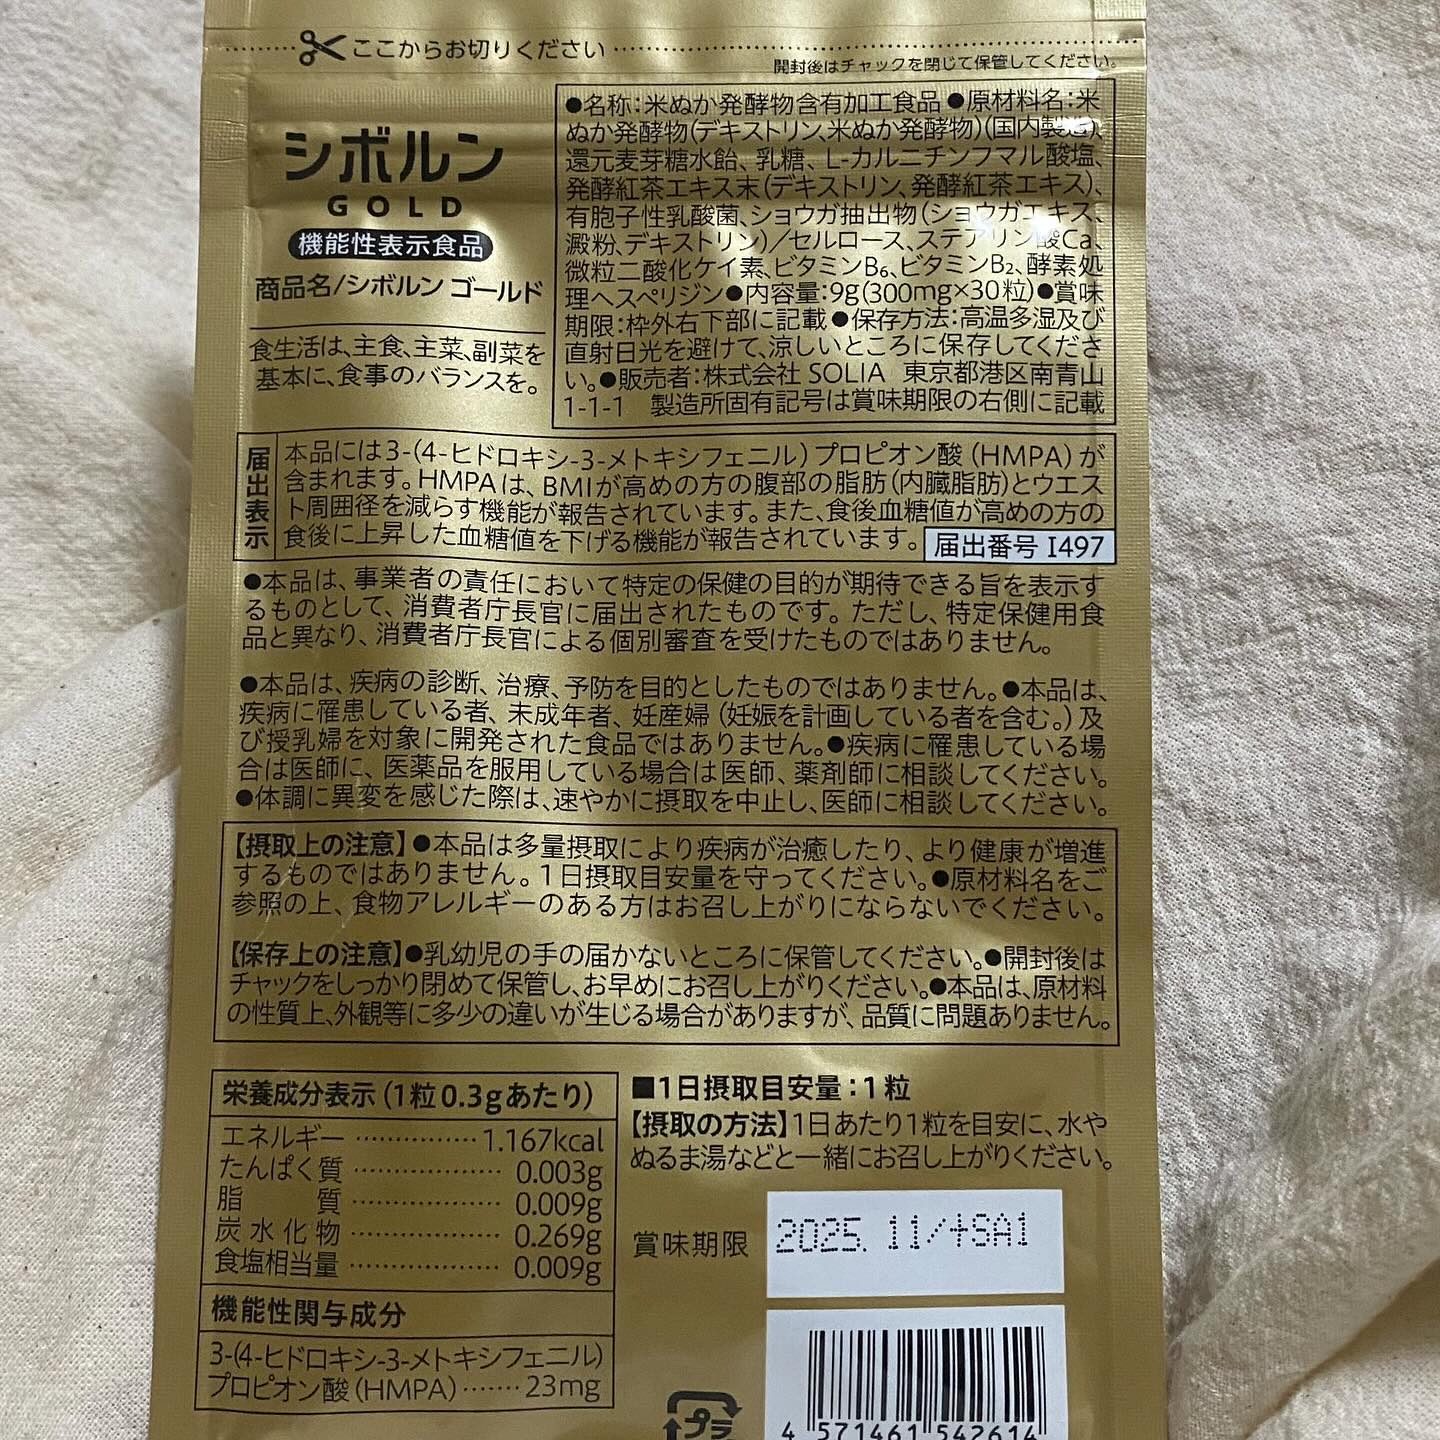 ここからお切りください
開封後はチャックを閉じて保管してください。
シボルン
GOLD
機能性表示食品
商品名/シボルン ゴールド
食生活は、主食、主菜、副菜を
基本に、食事のバランスを。
●名称:米ぬか発酵物含有加工食品 ●原材料名:米
ぬか発酵物(デキストリン、米ぬか発酵物)(国内製造)、
還元麦芽糖水飴、乳糖、L-カルニチンフマル酸塩、
発酵紅茶エキス末(デキストリン、発酵紅茶エキス)、
有胞子性乳酸菌、ショウガ抽出物(ショウガエキス、
澱粉、デキストリン)/セルロース、ステアリン酸Ca、
微粒二酸化ケイ素、ビタミンB₆、ビタミンB₂、酵素処
理ヘスペリジン●内容量:9g(300mg×30粒)●賞味
期限:枠外右下部に記載 ●保存方法:高温多湿及び
直射日光を避けて、涼しいところに保存してくださ
い。●販売者:株式会社 SOLIA 東京都港区南青山
1-1-1 製造所固有記号は賞味期限の右側に記載
届出表示
本品には3-(4-ヒドロキシ-3-メトキシフェニル)プロピオン酸(HMPA)が
含まれます。HMPAは、BMIが高めの方の腹部の脂肪(内臓脂肪)とウエス
ト周囲径を減らす機能が報告されています。また、食後血糖値が高めの方の
食後に上昇した血糖値を下げる機能が報告されています。
届出番号 I497
●本品は、事業者の責任において特定の保健の目的が期待できる旨を表示す
るものとして、消費者庁長官に届出されたものです。ただし、特定保健用食
品と異なり、消費者庁長官による個別審査を受けたものではありません。
●本品は、疾病の診断、治療、予防を目的としたものではありません。●本品は、
疾病に罹患している者、未成年者、妊産婦(妊娠を計画している者を含む。)及
び授乳婦を対象に開発された食品ではありません。●疾病に罹患している場
合は医師に、医薬品を服用している場合は医師、薬剤師に相談してください。
●体調に異変を感じた際は、速やかに摂取を中止し、医師に相談してください。
【摂取上の注意】●本品は多量摂取により疾病が治癒したり、より健康が増進
するものではありません。1日摂取目安量を守ってください。●原材料名をご
参照の上、食物アレルギーのある方はお召し上がりにならないでください。
【保存上の注意】●乳幼児の手の届かないところに保管してください。●開封後は
チャックをしっかり閉めて保管し、お早めにお召し上がりください。●本品は、原材料
の性質上、外観等に多少の違いが生じる場合がありますが、品質に問題ありません。
栄養成分表示(1粒0.3gあたり)
エネルギー……………1.167kcal
たんぱく質………………0.003g
脂質………………0.009g
炭水化物………………0.269g
食塩相当量………………0.009g
機能性関与成分
3-(4-ヒドロキシ-3-メトキシフェニル)
プロピオン酸(HMPA)……23mg
■1日摂取目安量:1粒
【摂取の方法】1日あたり1粒を目安に、水や
ぬるま湯などと一緒にお召し上がりください。
賞味期限 2025.11/+SA1
プラ
4 571461 542614